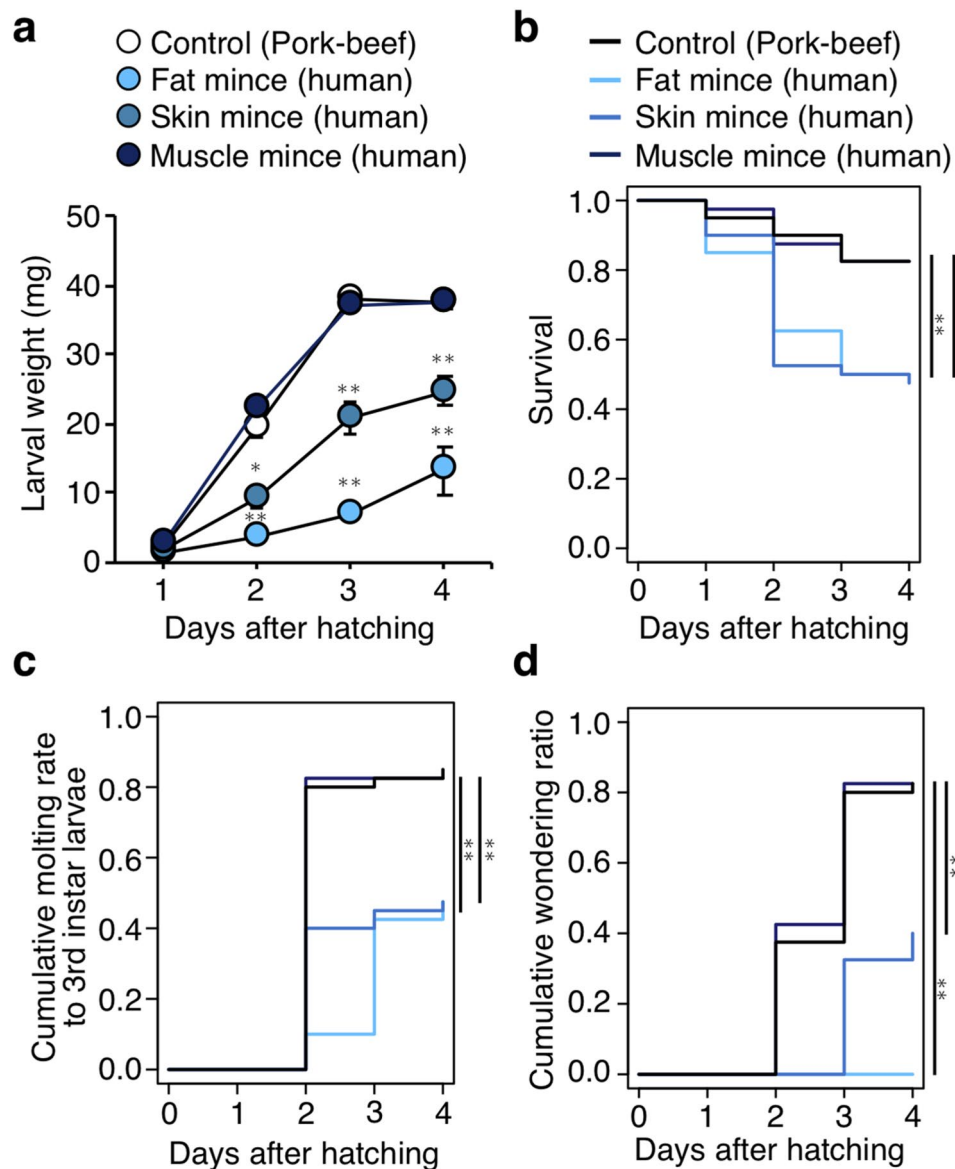 a
Control (Pork-beef)
Fat mince (human)
Skin mince (human)
Muscle mince (human)
50
40
30
20
10
0
Larval weight (mg)
*
**
**
**
**
**
1 2 3 4
Days after hatching
b
Control (Pork-beef)
Fat mince (human)
Skin mince (human)
Muscle mince (human)
1.0
0.8
0.6
0.4
0.2
0.0
Survival
**
0 1 2 3 4
Days after hatching
c
1.0
0.8
0.6
0.4
0.2
0.0
Cumulative molting rate
to 3rd instar larvae
** **
0 1 2 3 4
Days after hatching
d
1.0
0.8
0.6
0.4
0.2
0.0
Cumulative wondering ratio
**
**
0 1 2 3 4
Days after hatching